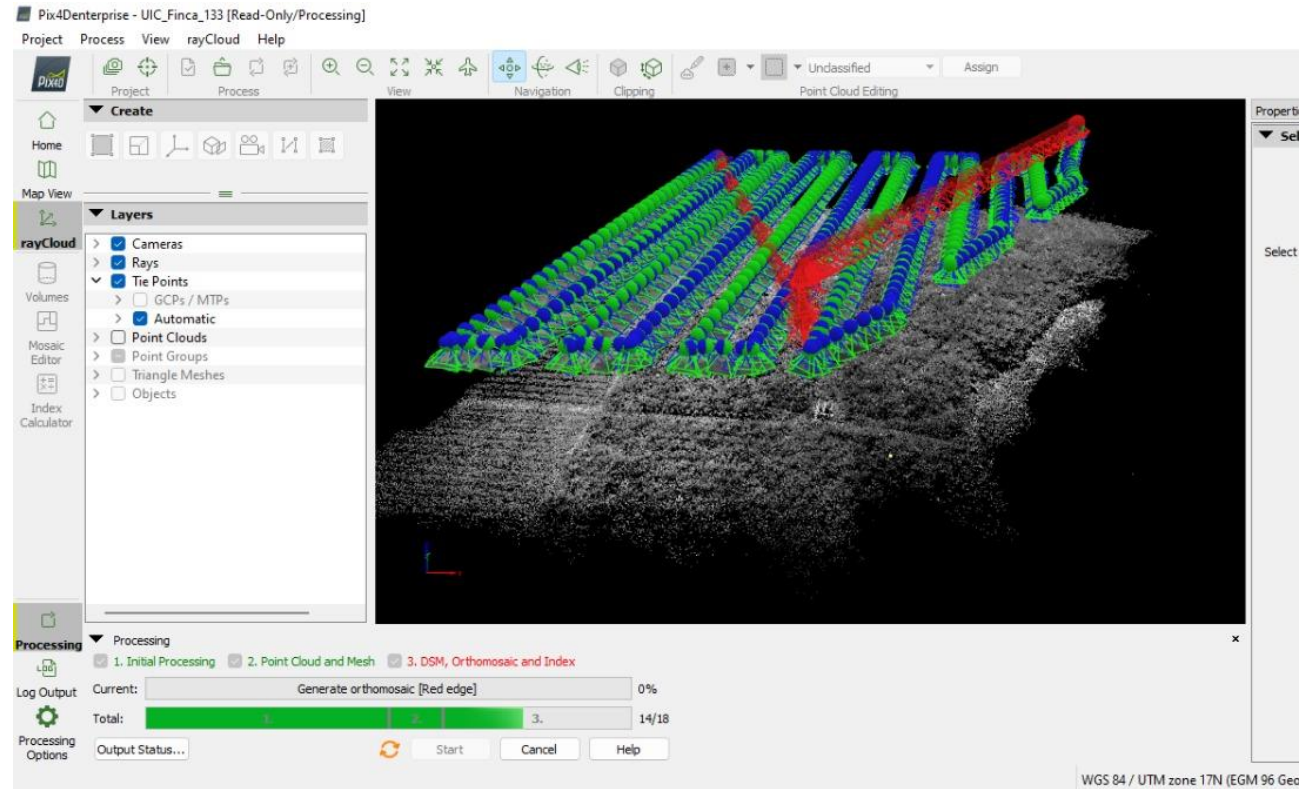 Pix4Denterprise - UIC_Finca_133 [Read-Only/Processing]
Project Process View rayCloud Help
PIX4D
Project Process View Navigation Clipping Point Cloud Editing
Unclassified Assign
Home
Map View
rayCloud
Volumes
Mosaic Editor
Index Calculator
Create
Layers
Cameras
Rays
Tie Points
GCPs / MTPs
Automatic
Point Clouds
Point Groups
Triangle Meshes
Objects
Properti
Sel
Select
Processing
Log Output
Processing Options
Processing
1. Initial Processing 2. Point Cloud and Mesh 3. DSM, Orthomosaic and Index
Current: Generate orthomosaic [Red edge] 0%
Total: 1. 2. 3. 14/18
Output Status... Start Cancel Help
WGS 84 / UTM zone 17N (EGM 96 Geo